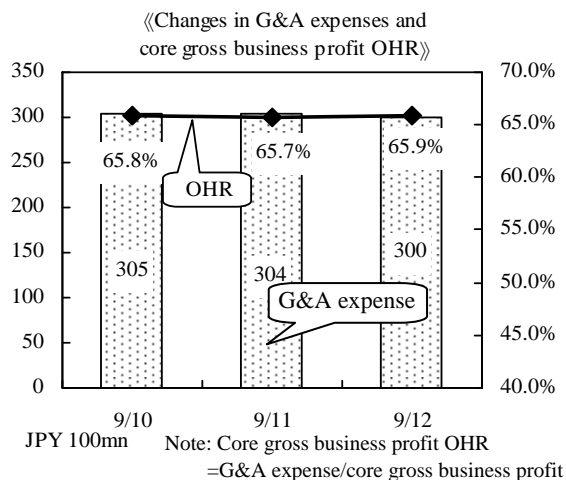 《Changes in G&A expenses and
core gross business profit OHR》
350
300
250
200
150
100
50
0
70.0%
65.0%
60.0%
55.0%
50.0%
45.0%
40.0%
65.8%
65.7%
65.9%
OHR
305
304
300
G&A expense
9/10 9/11 9/12
JPY 100mn
Note: Core gross business profit OHR
=G&A expense/core gross business profit